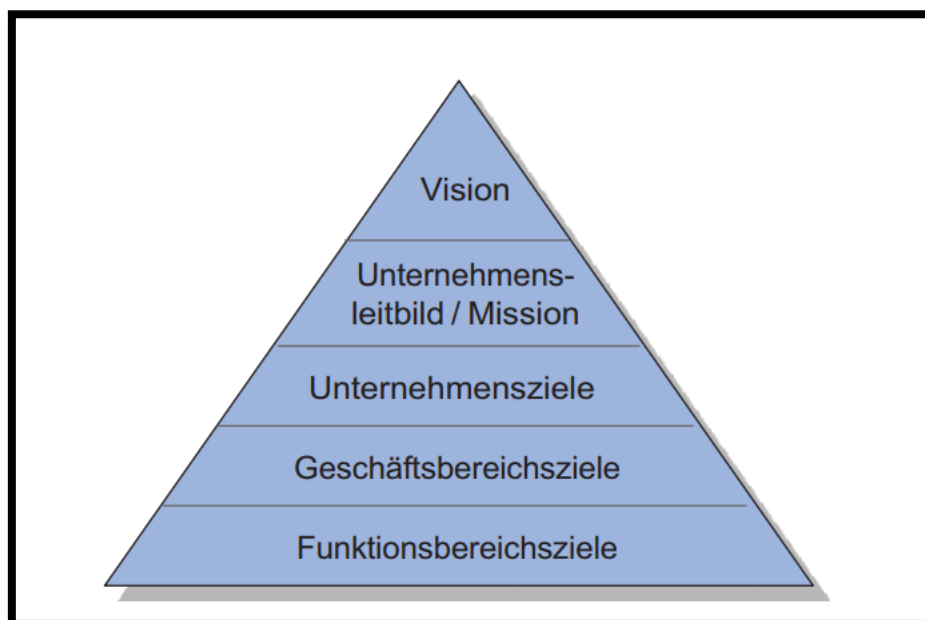 Vision
Unternehmens-
leitbild / Mission
Unternehmensziele
Geschäftsbereichsziele
Funktionsbereichsziele